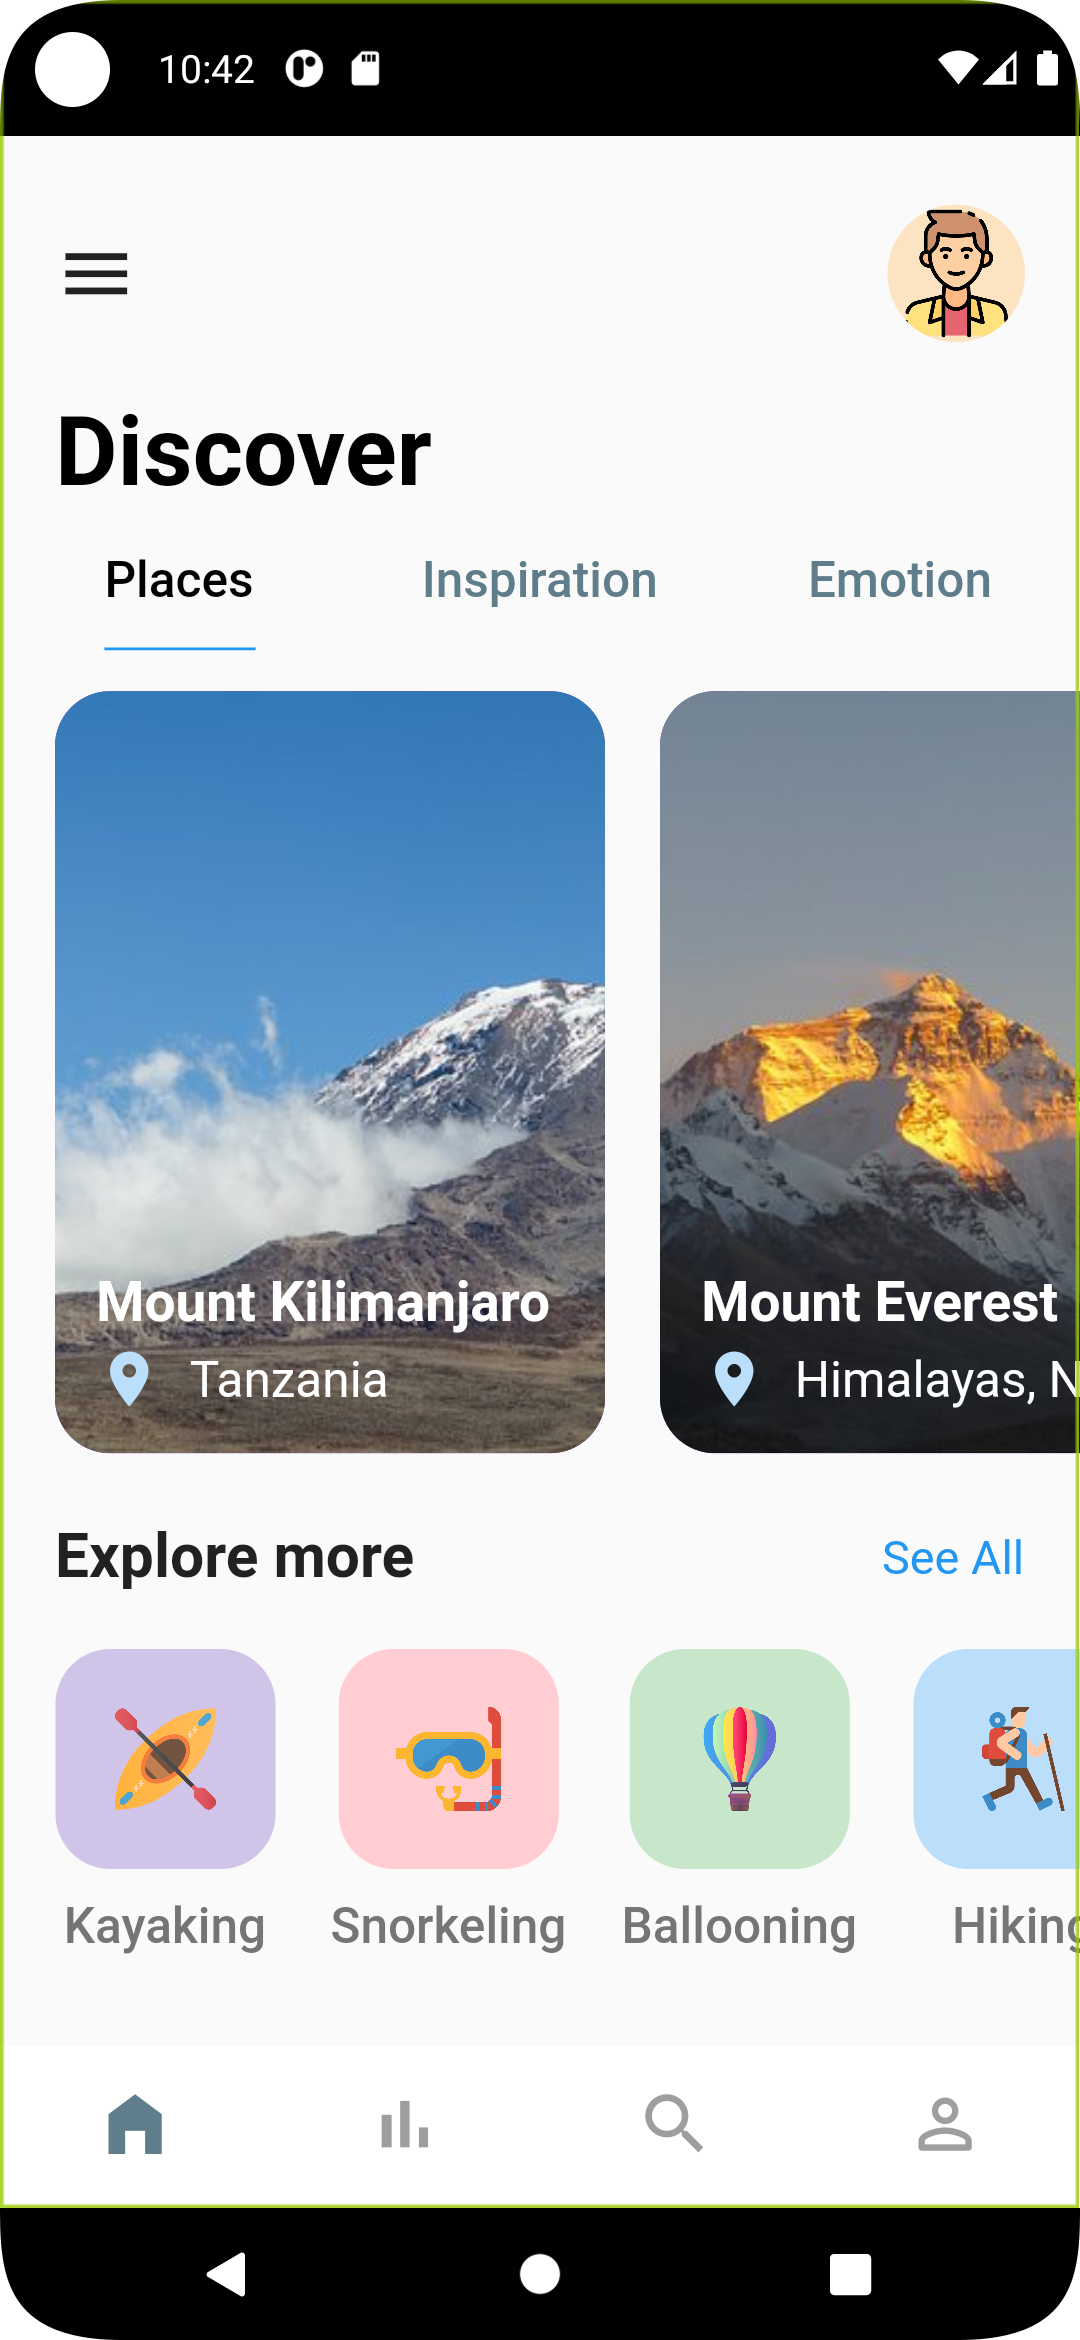 10:42
Discover
Places Inspiration Emotion
Mount Kilimanjaro
Tanzania
Mount Everest
Himalayas,
Explore more
See All
Kayaking Snorkeling Ballooning Hiking